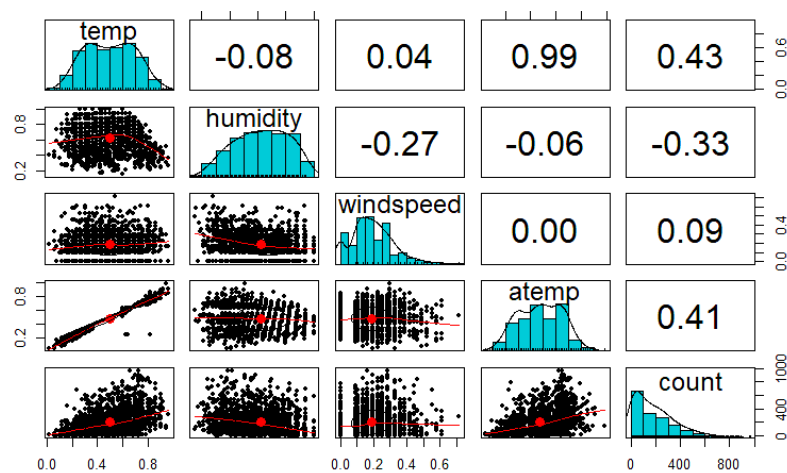 temp -0.08 0.04 0.99 0.43
0.0 0.6
0.2 0.8
humidity -0.27 -0.06 -0.33
windspeed 0.00 0.09
0.0 0.4
0.2 0.8
atemp 0.41
count
0 400 1000
0.0 0.4 0.8
0.0 0.2 0.4 0.6
0 400 800